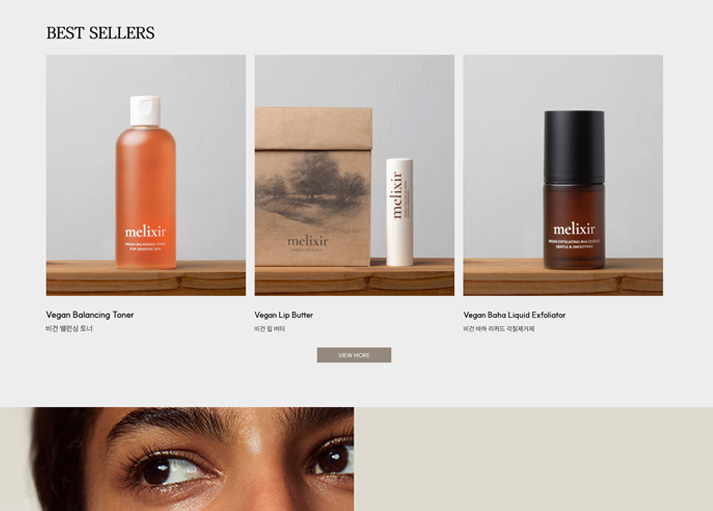 BEST SELLERS
melixir
VEGAN BALANCING TONER
FOR SENSITIVE SKIN
melixir
melixir
melixir
VEGAN EXFOLIATING BHA ESSENCE
GENTLE & SMOOTHING
Vegan Balancing Toner
비건 밸런싱 토너
Vegan Lip Butter
비건 립 버터
Vegan Baha Liquid Exfoliator
비건 바하 리퀴드 각질제거제
VIEW MORE